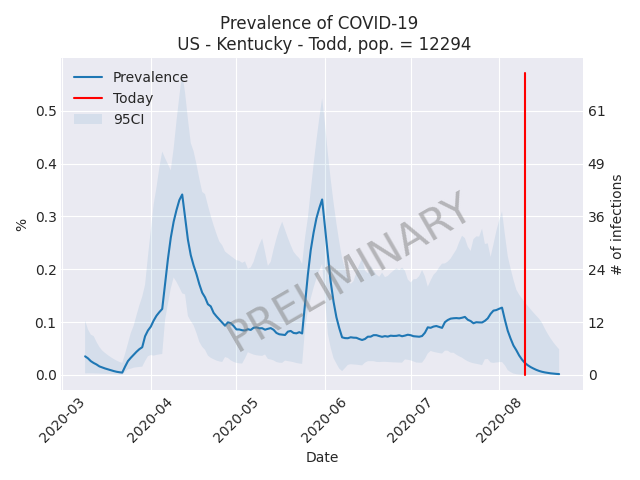 Prevalence of COVID-19
US - Kentucky - Todd, pop. = 12294
Prevalence
Today
95CI
%
0.5
0.4
0.3
0.2
0.1
0.0
61
49
36
24
12
0
# of infections
PRELIMINARY
2020-03
2020-04
2020-05
2020-06
2020-07
2020-08
Date